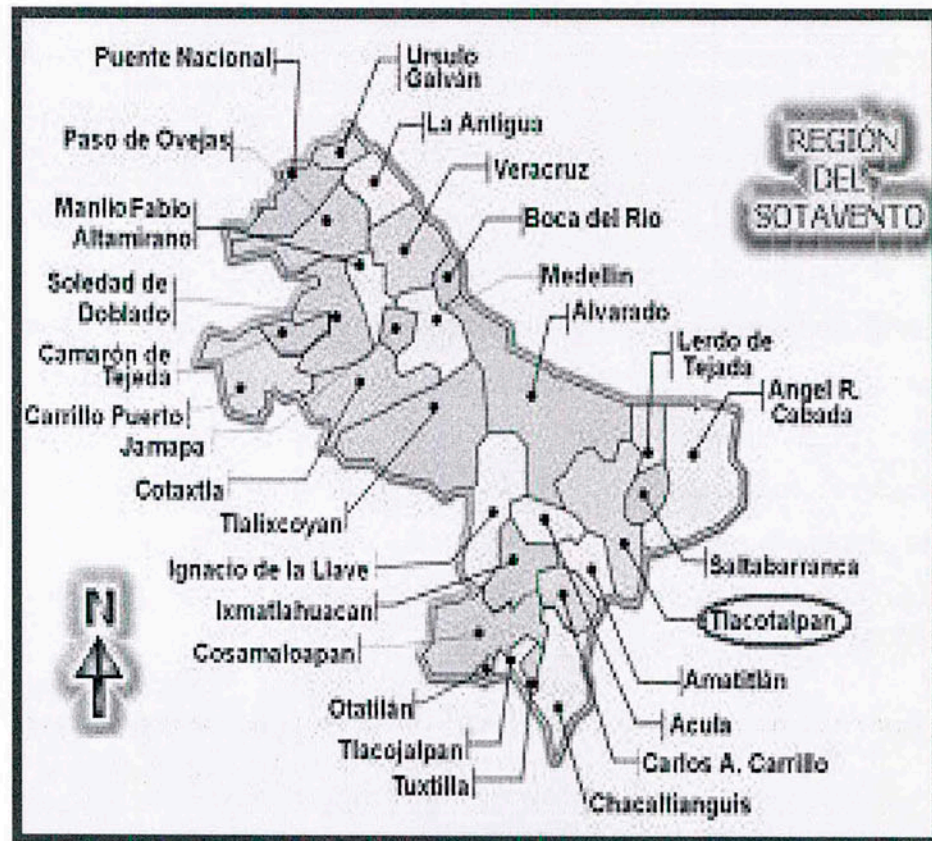 Puente Nacional
Ursulo
Galván
La Antigua
Paso de Ovejas
Veracruz
REGIÓN
DEL
SOTAVENTO
Manlio Fabio
Altamirano
Boca del Rio
Soledad de
Doblado
Medellin
Alvarado
Camarón de
Tejeda
Lerdo de
Tejada
Angel R.
Cabada
Carrillo Puerto
Jamapa
Cotaxtla
Tlalixcoyan
Ignacio de la Llave
Saltabarranca
Ixmatlahuacan
Tlacotalpan
N
Cosamaloapan
Amatitlán
Otatilán
Acula
Tlacojalpan
Carlos A. Carrillo
Tuxtilla
Chacaltianguis